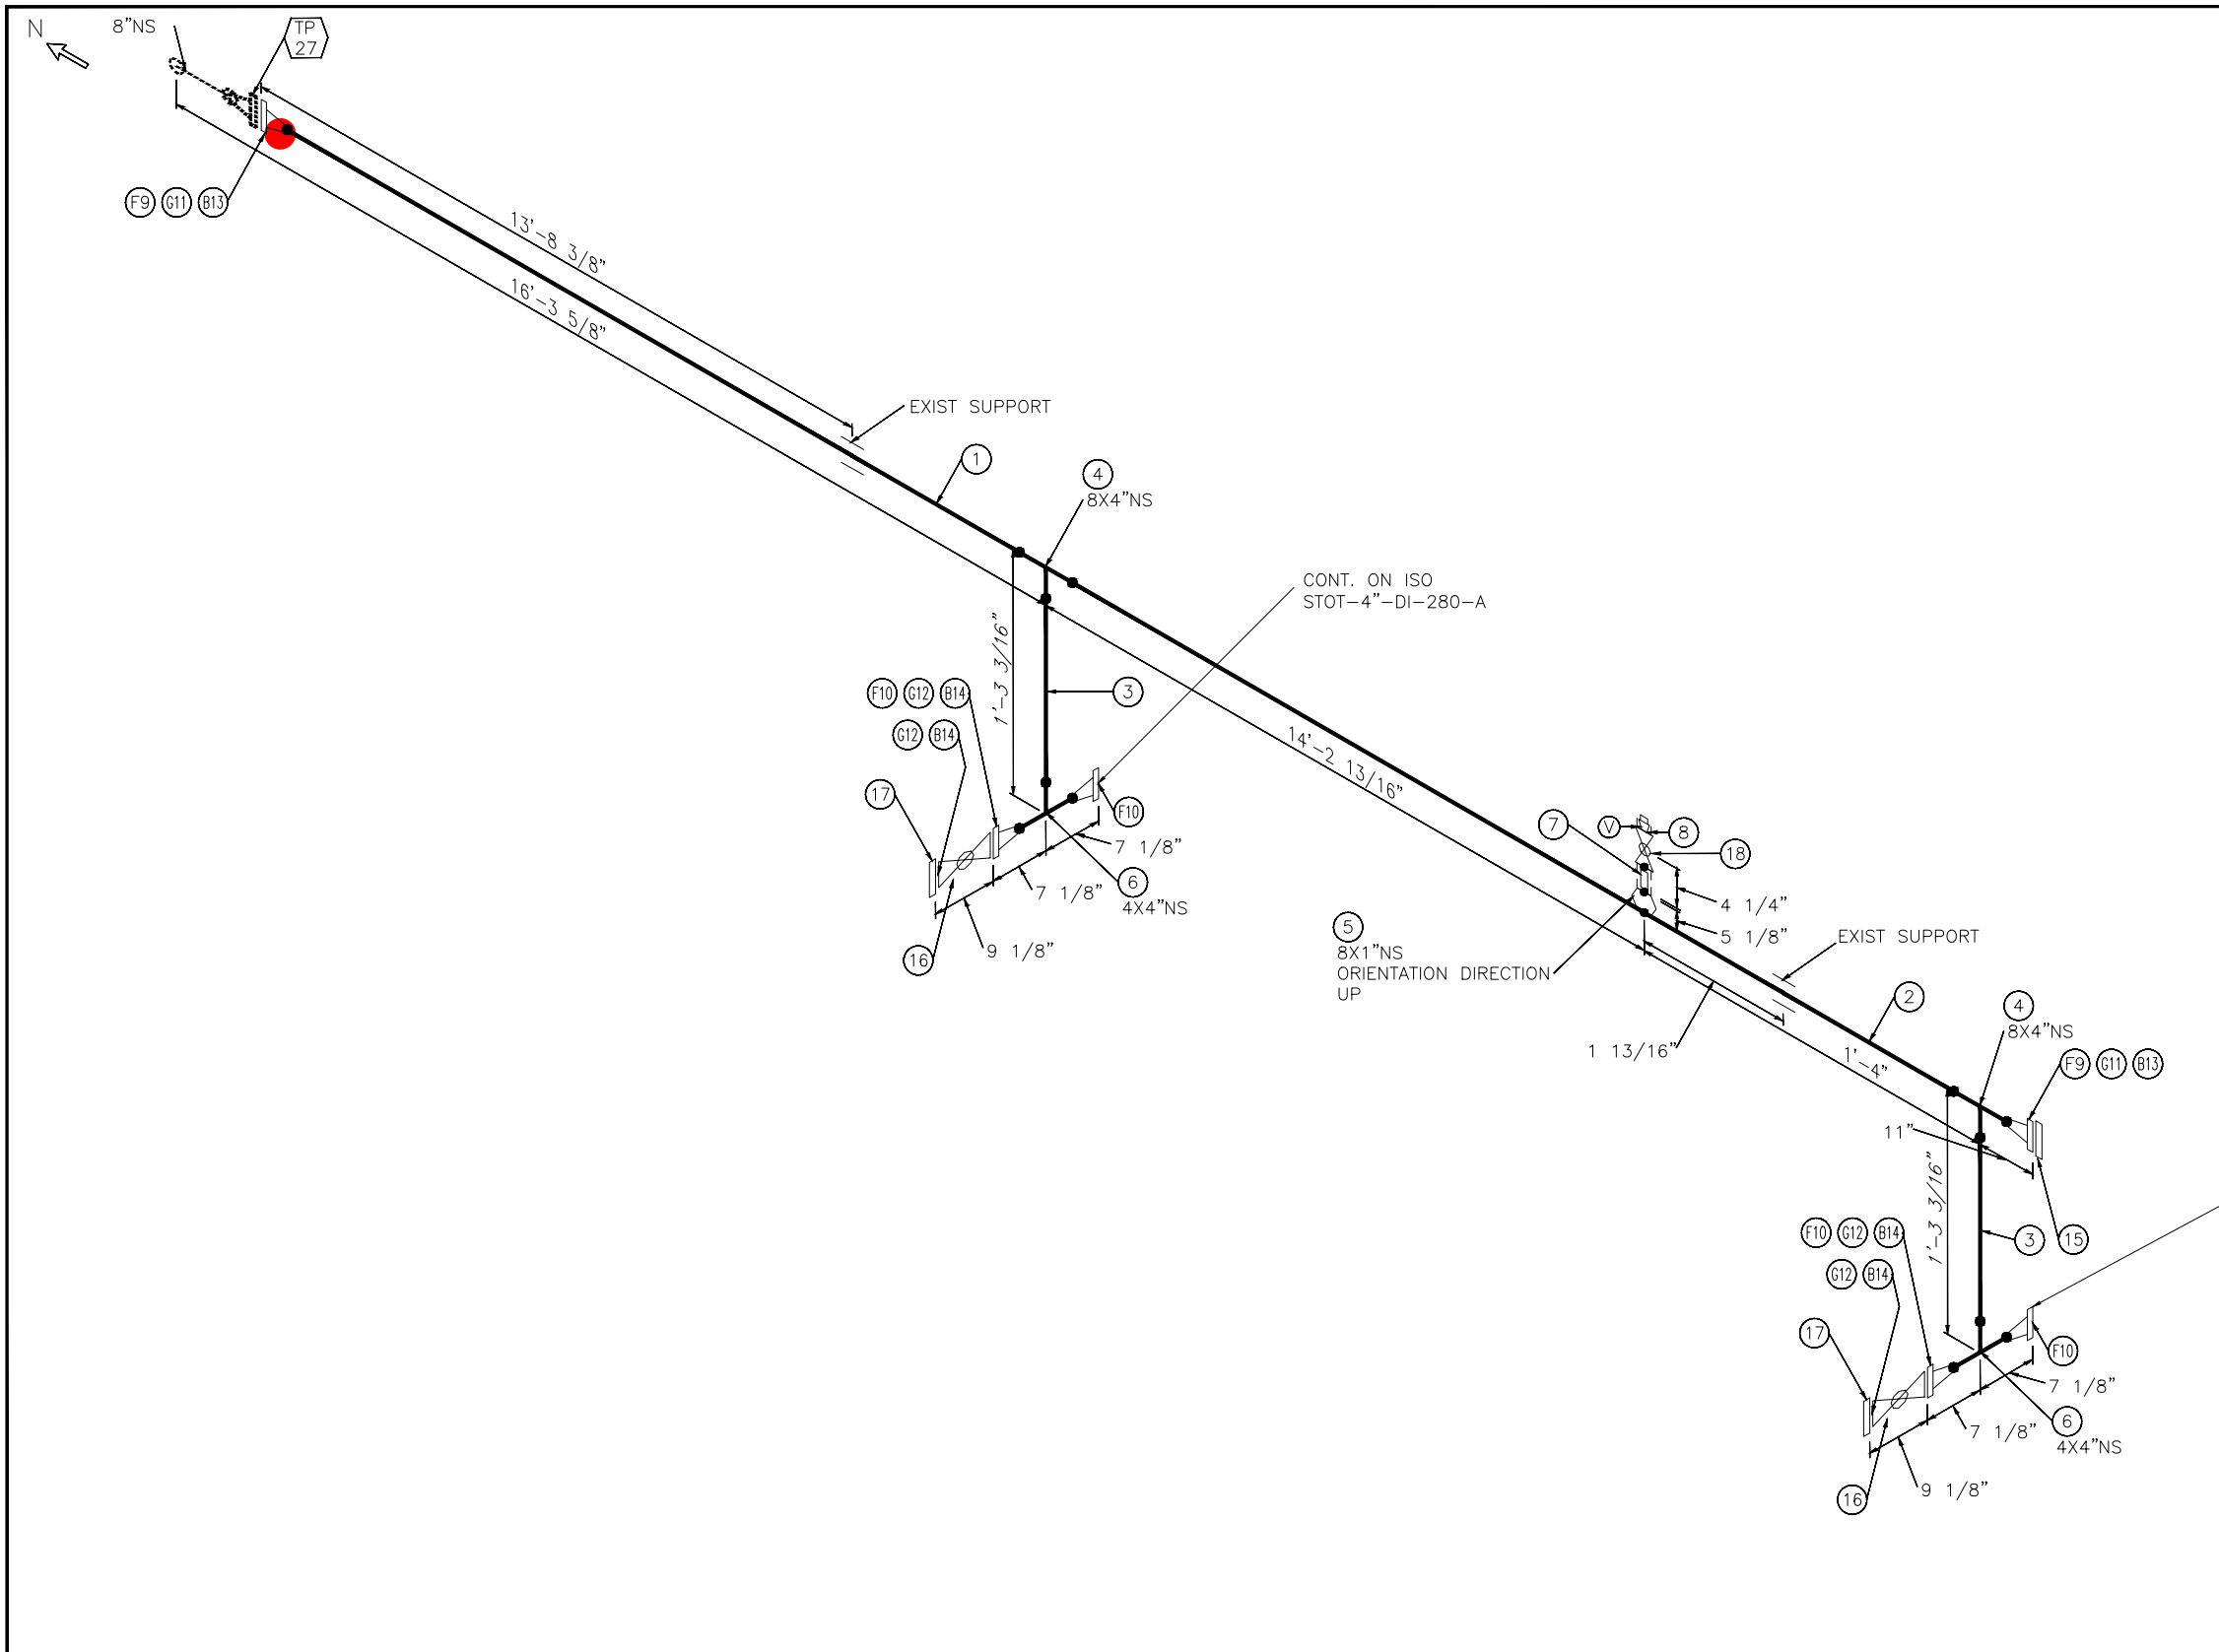 N
8"NS
TP
27
F9 G11 B13
13'-8 3/8"
16'-3 5/8"
EXIST SUPPORT
1
4
8X4"NS
CONT. ON ISO
STOT-4"-DI-280-A
1'-3 3/16"
3
F10 G12 B14
G12 B14
17
F10
7 1/8"
7 1/8"
6
4X4"NS
9 1/8"
16
14'-2 13/16"
7
V
8
18
4 1/4"
5 1/8"
5
8X1"NS
ORIENTATION DIRECTION
UP
EXIST SUPPORT
1 13/16"
2
1'-4"
4
8X4"NS
F9 G11 B13
11"
1'-3 3/16"
3
15
F10 G12 B14
G12 B14
17
F10
7 1/8"
7 1/8"
6
4X4"NS
9 1/8"
16